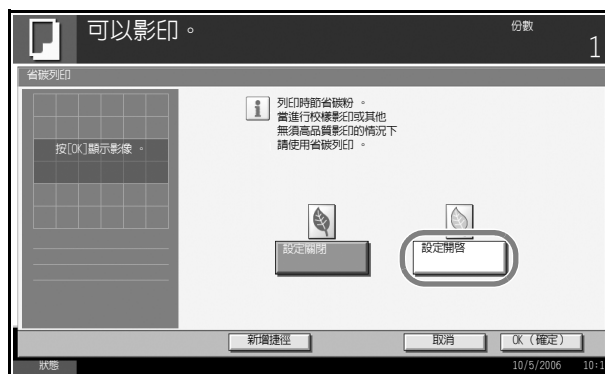 可以影印。
份數
1
省碳列印
按[OK]顯示影像 。
列印時節省碳粉 。
當進行校樣影印或其他
無須高品質影印的情況下
請使用省碳列印 。
設定關閉
設定開啓
新增捷徑
取消
OK（確定）
狀態
10/5/2006
10:1